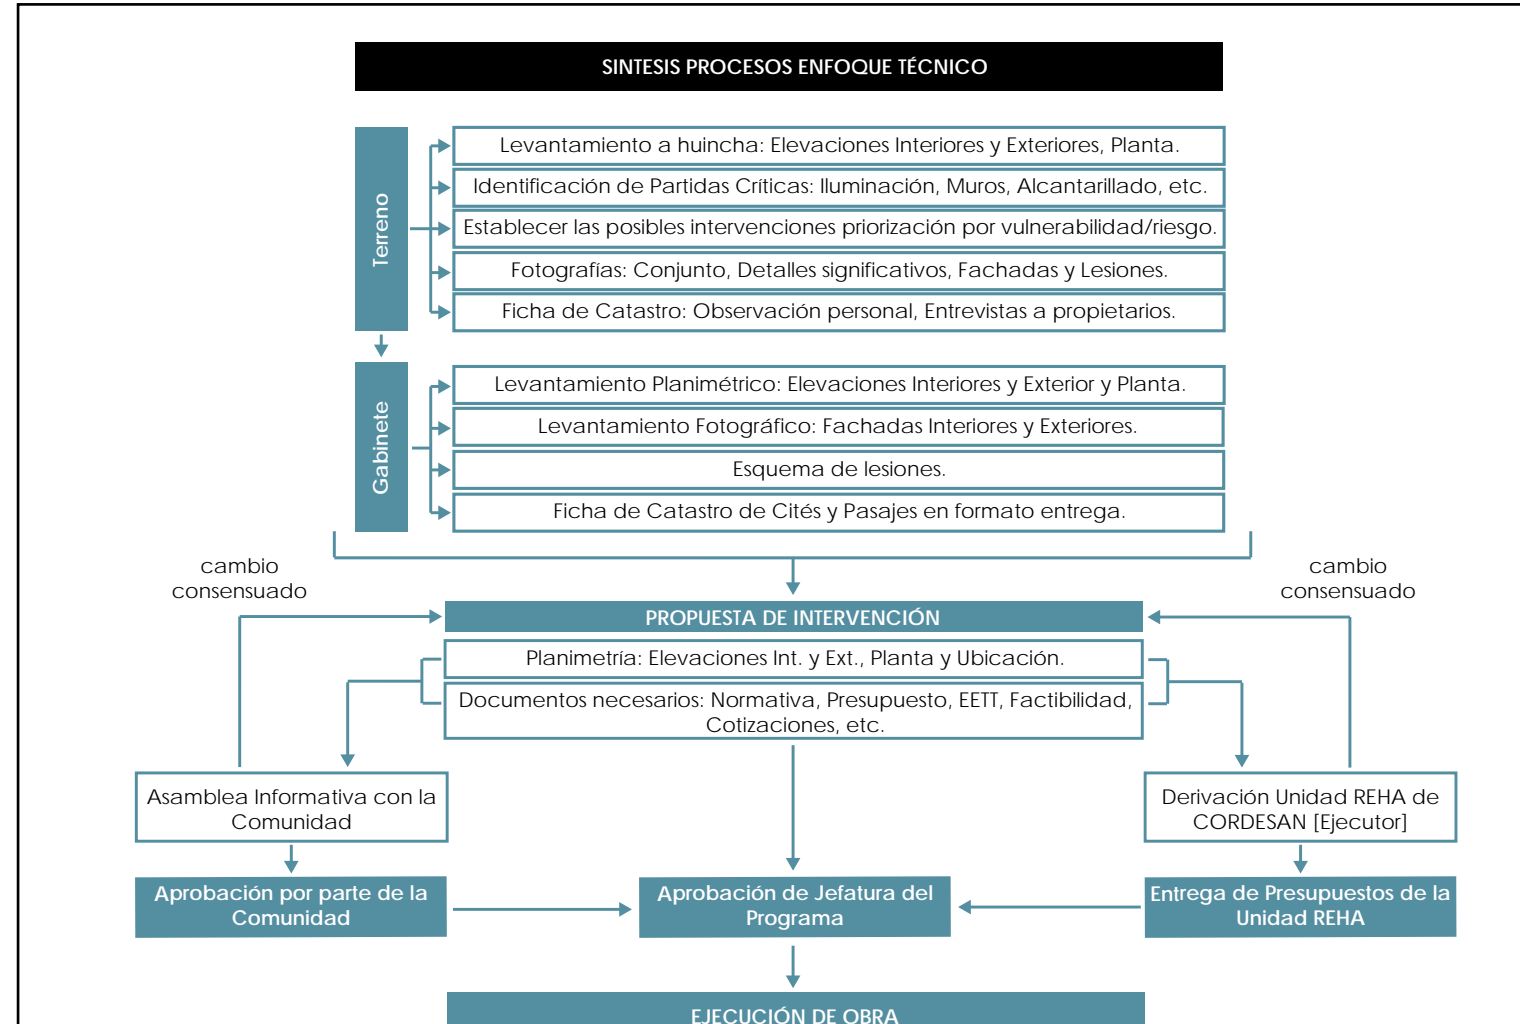 SINTESIS PROCESOS ENFOQUE TÉCNICO
Terreno
Levantamiento a huincha: Elevaciones Interiores y Exteriores, Planta.
Identificación de Partidas Críticas: Iluminación, Muros, Alcantarillado, etc.
Establecer las posibles intervenciones priorización por vulnerabilidad/riesgo.
Fotografías: Conjunto, Detalles significativos, Fachadas y Lesiones.
Ficha de Catastro: Observación personal, Entrevistas a propietarios.
Gabinete
Levantamiento Planimétrico: Elevaciones Interiores y Exterior y Planta.
Levantamiento Fotográfico: Fachadas Interiores y Exteriores.
Esquema de lesiones.
Ficha de Catastro de Cités y Pasajes en formato entrega.
cambio
consensuado
cambio
consensuado
PROPUESTA DE INTERVENCIÓN
Planimetría: Elevaciones Int. y Ext., Planta y Ubicación.
Documentos necesarios: Normativa, Presupuesto, EETT, Factibilidad,
Cotizaciones, etc.
Asamblea Informativa con la
Comunidad
Derivación Unidad REHA de
CORDESAN [Ejecutor]
Aprobación por parte de la
Comunidad
Aprobación de Jefatura del
Programa
Entrega de Presupuestos de la
Unidad REHA
EJECUCIÓN DE OBRA